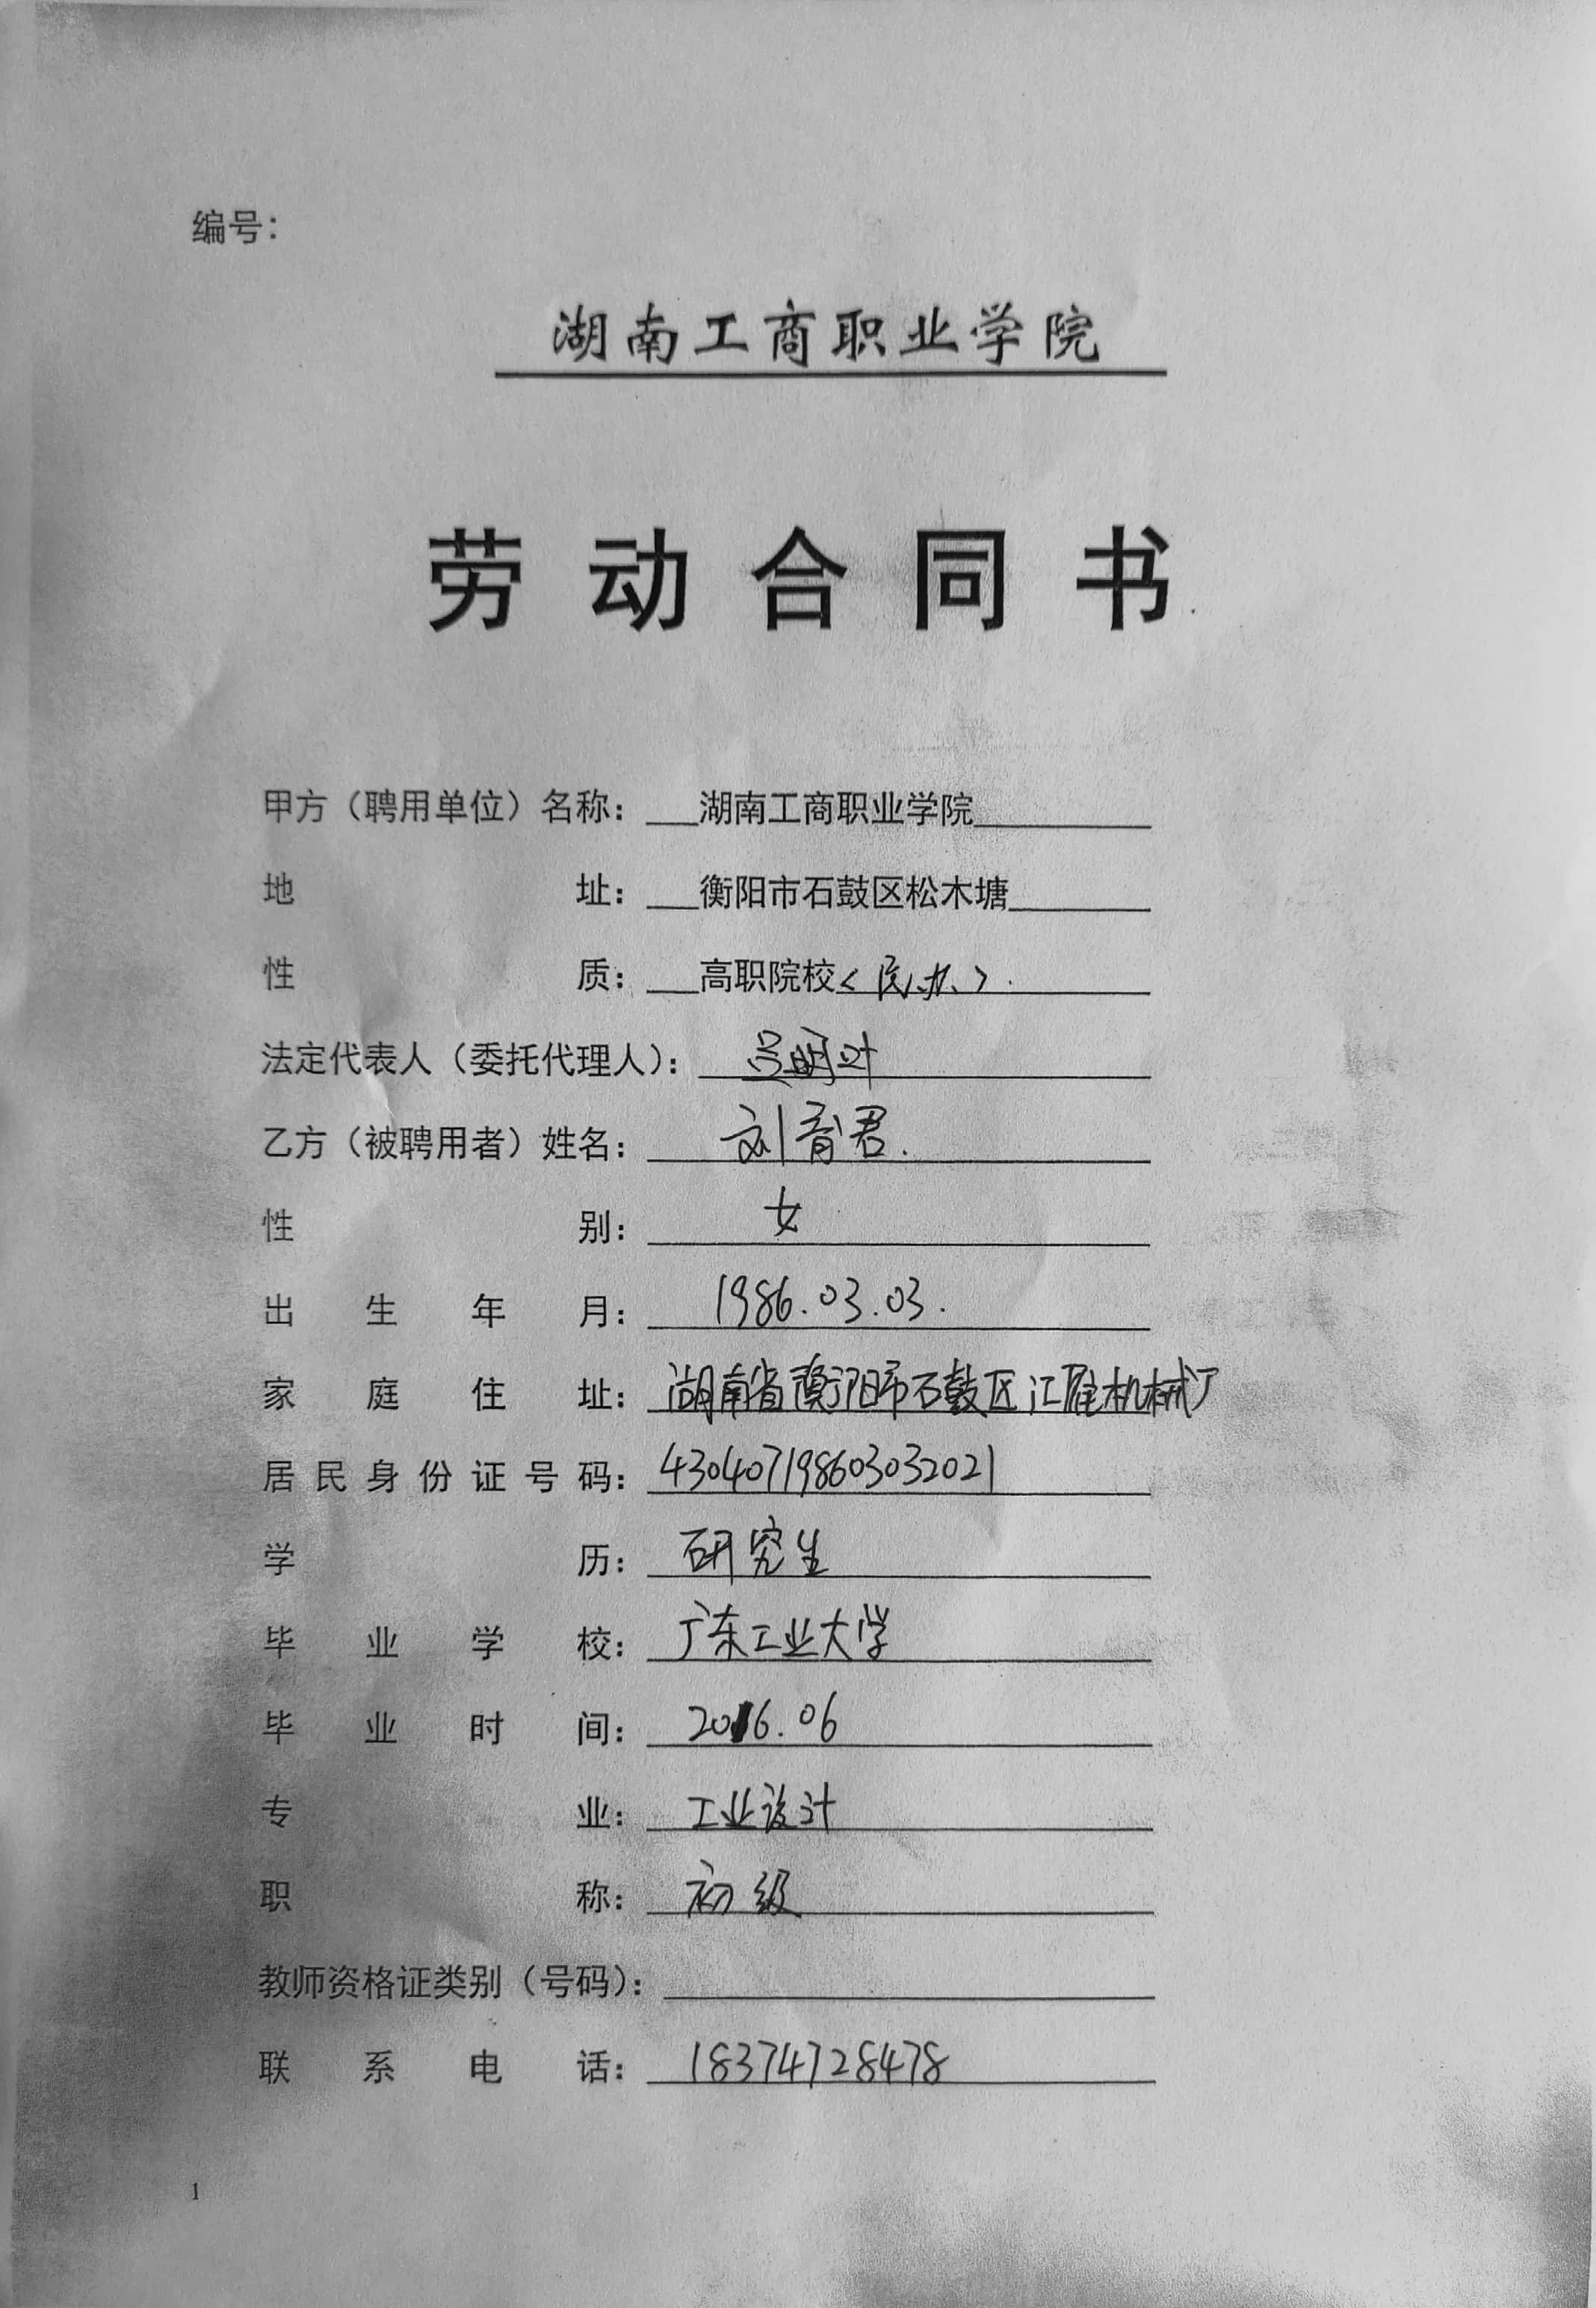 编号：
湖南工商职业学院
劳动合同书
甲方（聘用单位）名称： 湖南工商职业学院
地址： 衡阳市石鼓区松木塘
性质： 高职院校<民办>.
法定代表人（委托代理人）：
乙方（被聘用者）姓名： 刘育君.
性别： 女
出生年月： 1986.03.03.
家庭住址： 湖南省衡阳市石鼓区江雁机械厂
居民身份证号码： 430407198603032021
学历： 研究生
毕业学校： 广东工业大学
毕业时间： 2016.06
专业： 工业设计
职称： 初级
教师资格证类别（号码）：
联系电话： 18374728478
1